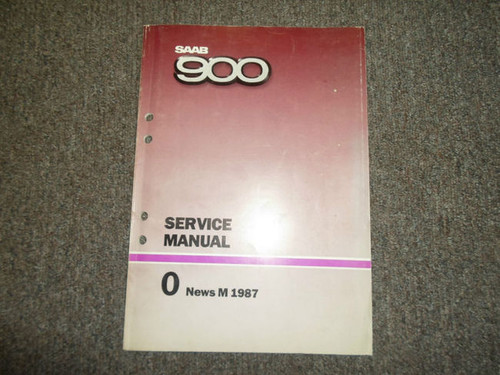 SAAB
900
SERVICE
MANUAL
0 News M 1987